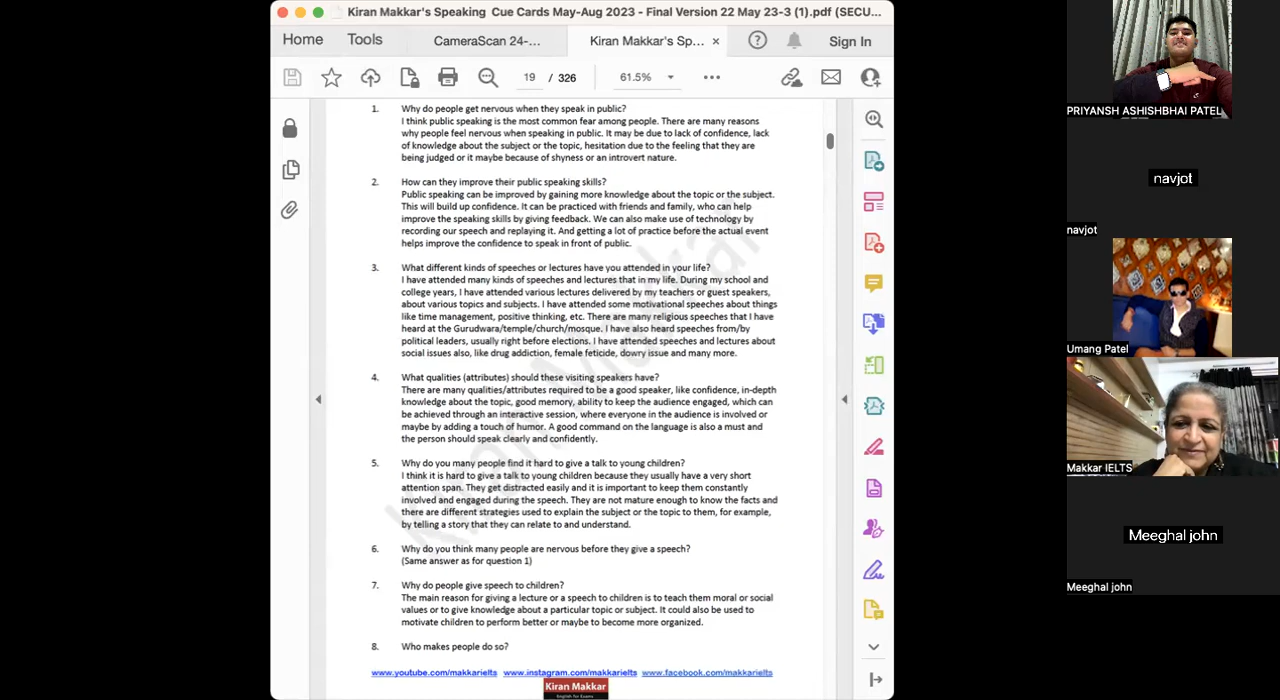 Kiran Makkar's Speaking Cue Cards May-Aug 2023 - Final Version 22 May 23-3 (1).pdf (SECU...
Home Tools CameraScan 24-... Kiran Makkar's Sp... × Sign In
19 / 326 61.5%
1. Why do people get nervous when they speak in public?
I think public speaking is the most common fear among people. There are many reasons
why people feel nervous when speaking in public. It may be due to lack of confidence, lack
of knowledge about the subject or the topic, hesitation due to the feeling that they are
being judged or it maybe because of shyness or an introvert nature.
2. How can they improve their public speaking skills?
Public speaking can be improved by gaining more knowledge about the topic or the subject.
This will build up confidence. It can be practiced with friends and family, who can help
improve the speaking skills by giving feedback. We can also make use of technology by
recording our speech and replaying it. And getting a lot of practice before the actual event
helps improve the confidence to speak in front of public.
3. What different kinds of speeches or lectures have you attended in your life?
I have attended many kinds of speeches and lectures that in my life. During my school and
college years, I have attended various lectures delivered by my teachers or guest speakers,
about various topics and subjects. I have attended some motivational speeches about things
like time management, positive thinking, etc. There are many religious speeches that I have
heard at the Gurudwara/temple/church/mosque. I have also heard speeches from/by
political leaders, usually right before elections. I have attended speeches and lectures about
social issues also, like drug addiction, female feticide, dowry issue and many more.
4. What qualities (attributes) should these visiting speakers have?
There are many qualities/attributes required to be a good speaker, like confidence, in-depth
knowledge about the topic, good memory, ability to keep the audience engaged, which can
be achieved through an interactive session, where everyone in the audience is involved or
maybe by adding a touch of humor. A good command on the language is also a must and
the person should speak clearly and confidently.
5. Why do you many people find it hard to give a talk to young children?
I think it is hard to give a talk to young children because they usually have a very short
attention span. They get distracted easily and it is important to keep them constantly
involved and engaged during the speech. They are not mature enough to know the facts and
there are different strategies used to explain the subject or the topic to them, for example,
by telling a story that they can relate to and understand.
6. Why do you think many people are nervous before they give a speech?
(Same answer as for question 1)
7. Why do people give speech to children?
The main reason for giving a lecture or a speech to children is to teach them moral or social
values or to give knowledge about a particular topic or subject. It could also be used to
motivate children to perform better or maybe to become more organized.
8. Who makes people do so?
www.youtube.com/makkarielts www.instagram.com/makkarielts www.facebook.com/makkarielts
Kiran Makkar
English for Exams
Kiran Makkar
PRIYANSH ASHISHBHAI PATEL
navjot
navjot
Umang Patel
Makkar IELTS
Meeghal john
Meeghal john